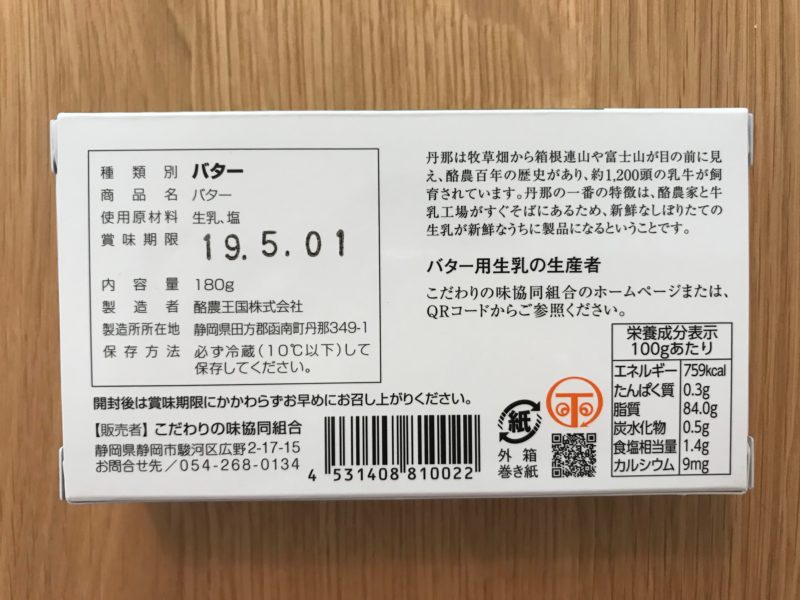 種類別 バター
商品名 バター
使用原材料 生乳、塩
賞味期限 19.5.01
内容量 180g
製造者 酪農王国株式会社
製造所所在地 静岡県田方郡函南町丹那349-1
保存方法 必ず冷蔵(10℃以下)して
保存してください。
開封後は賞味期限にかかわらずお早めにお召し上がりください。
【販売者】こだわりの味協同組合
静岡県静岡市駿河区広野2-17-15
お問合せ先/054-268-0134
4 531408 810022
丹那は牧草畑から箱根連山や富士山が目の前に見
え、酪農百年の歴史があり、約1,200頭の乳牛が飼
育されています。丹那の一番の特徴は、酪農家と牛
乳工場がすぐそばにあるため、新鮮なしぼりたての
生乳が新鮮なうちに製品になるということです。
バター用生乳の生産者
こだわりの味協同組合のホームページまたは、
QRコードからご参照ください。
紙
外箱
巻き紙
栄養成分表示
100gあたり
エネルギー 759kcal
たんぱく質 0.3g
脂質 84.0g
炭水化物 0.5g
食塩相当量 1.4g
カルシウム 9mg